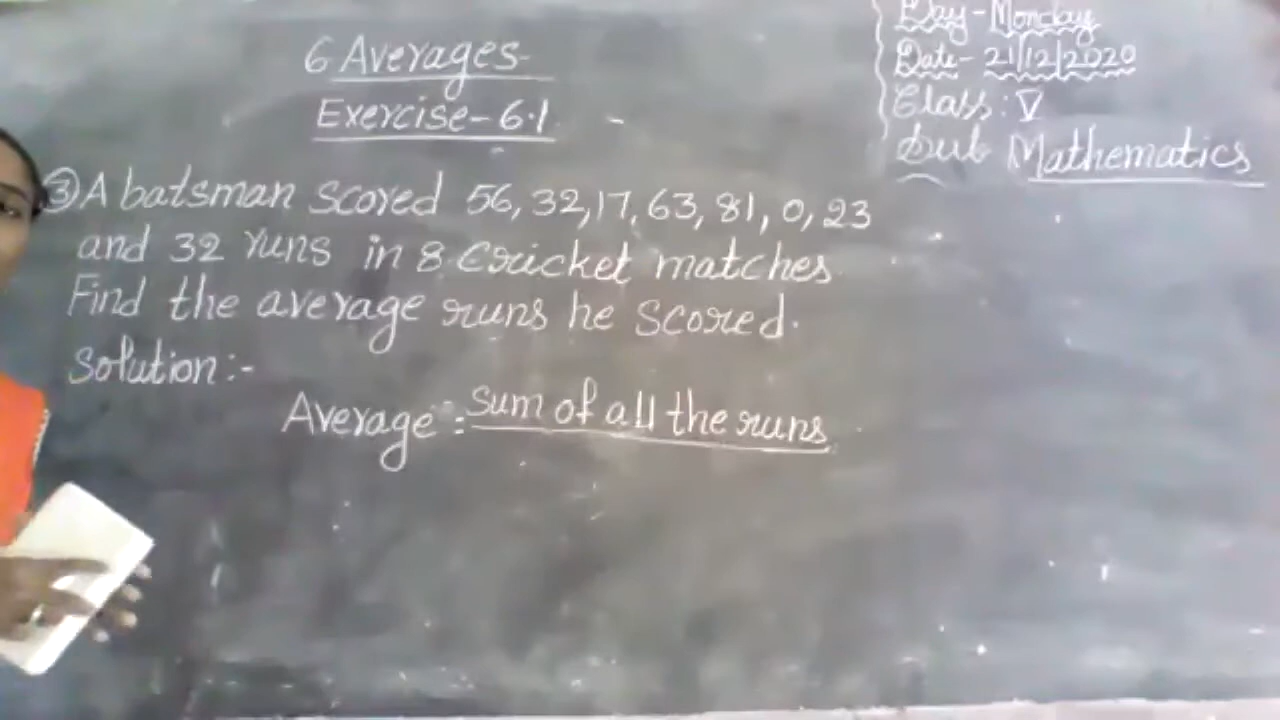 6 Averages
Exercise-6.1
Day-Monday
Date-21/12/2020
Class: V
Sub Mathematics
③ A batsman scored 56, 32, 17, 63, 81, 0, 23
and 32 runs in 8 cricket matches
Find the average runs he scored.
Solution:-
Average = Sum of all the runs